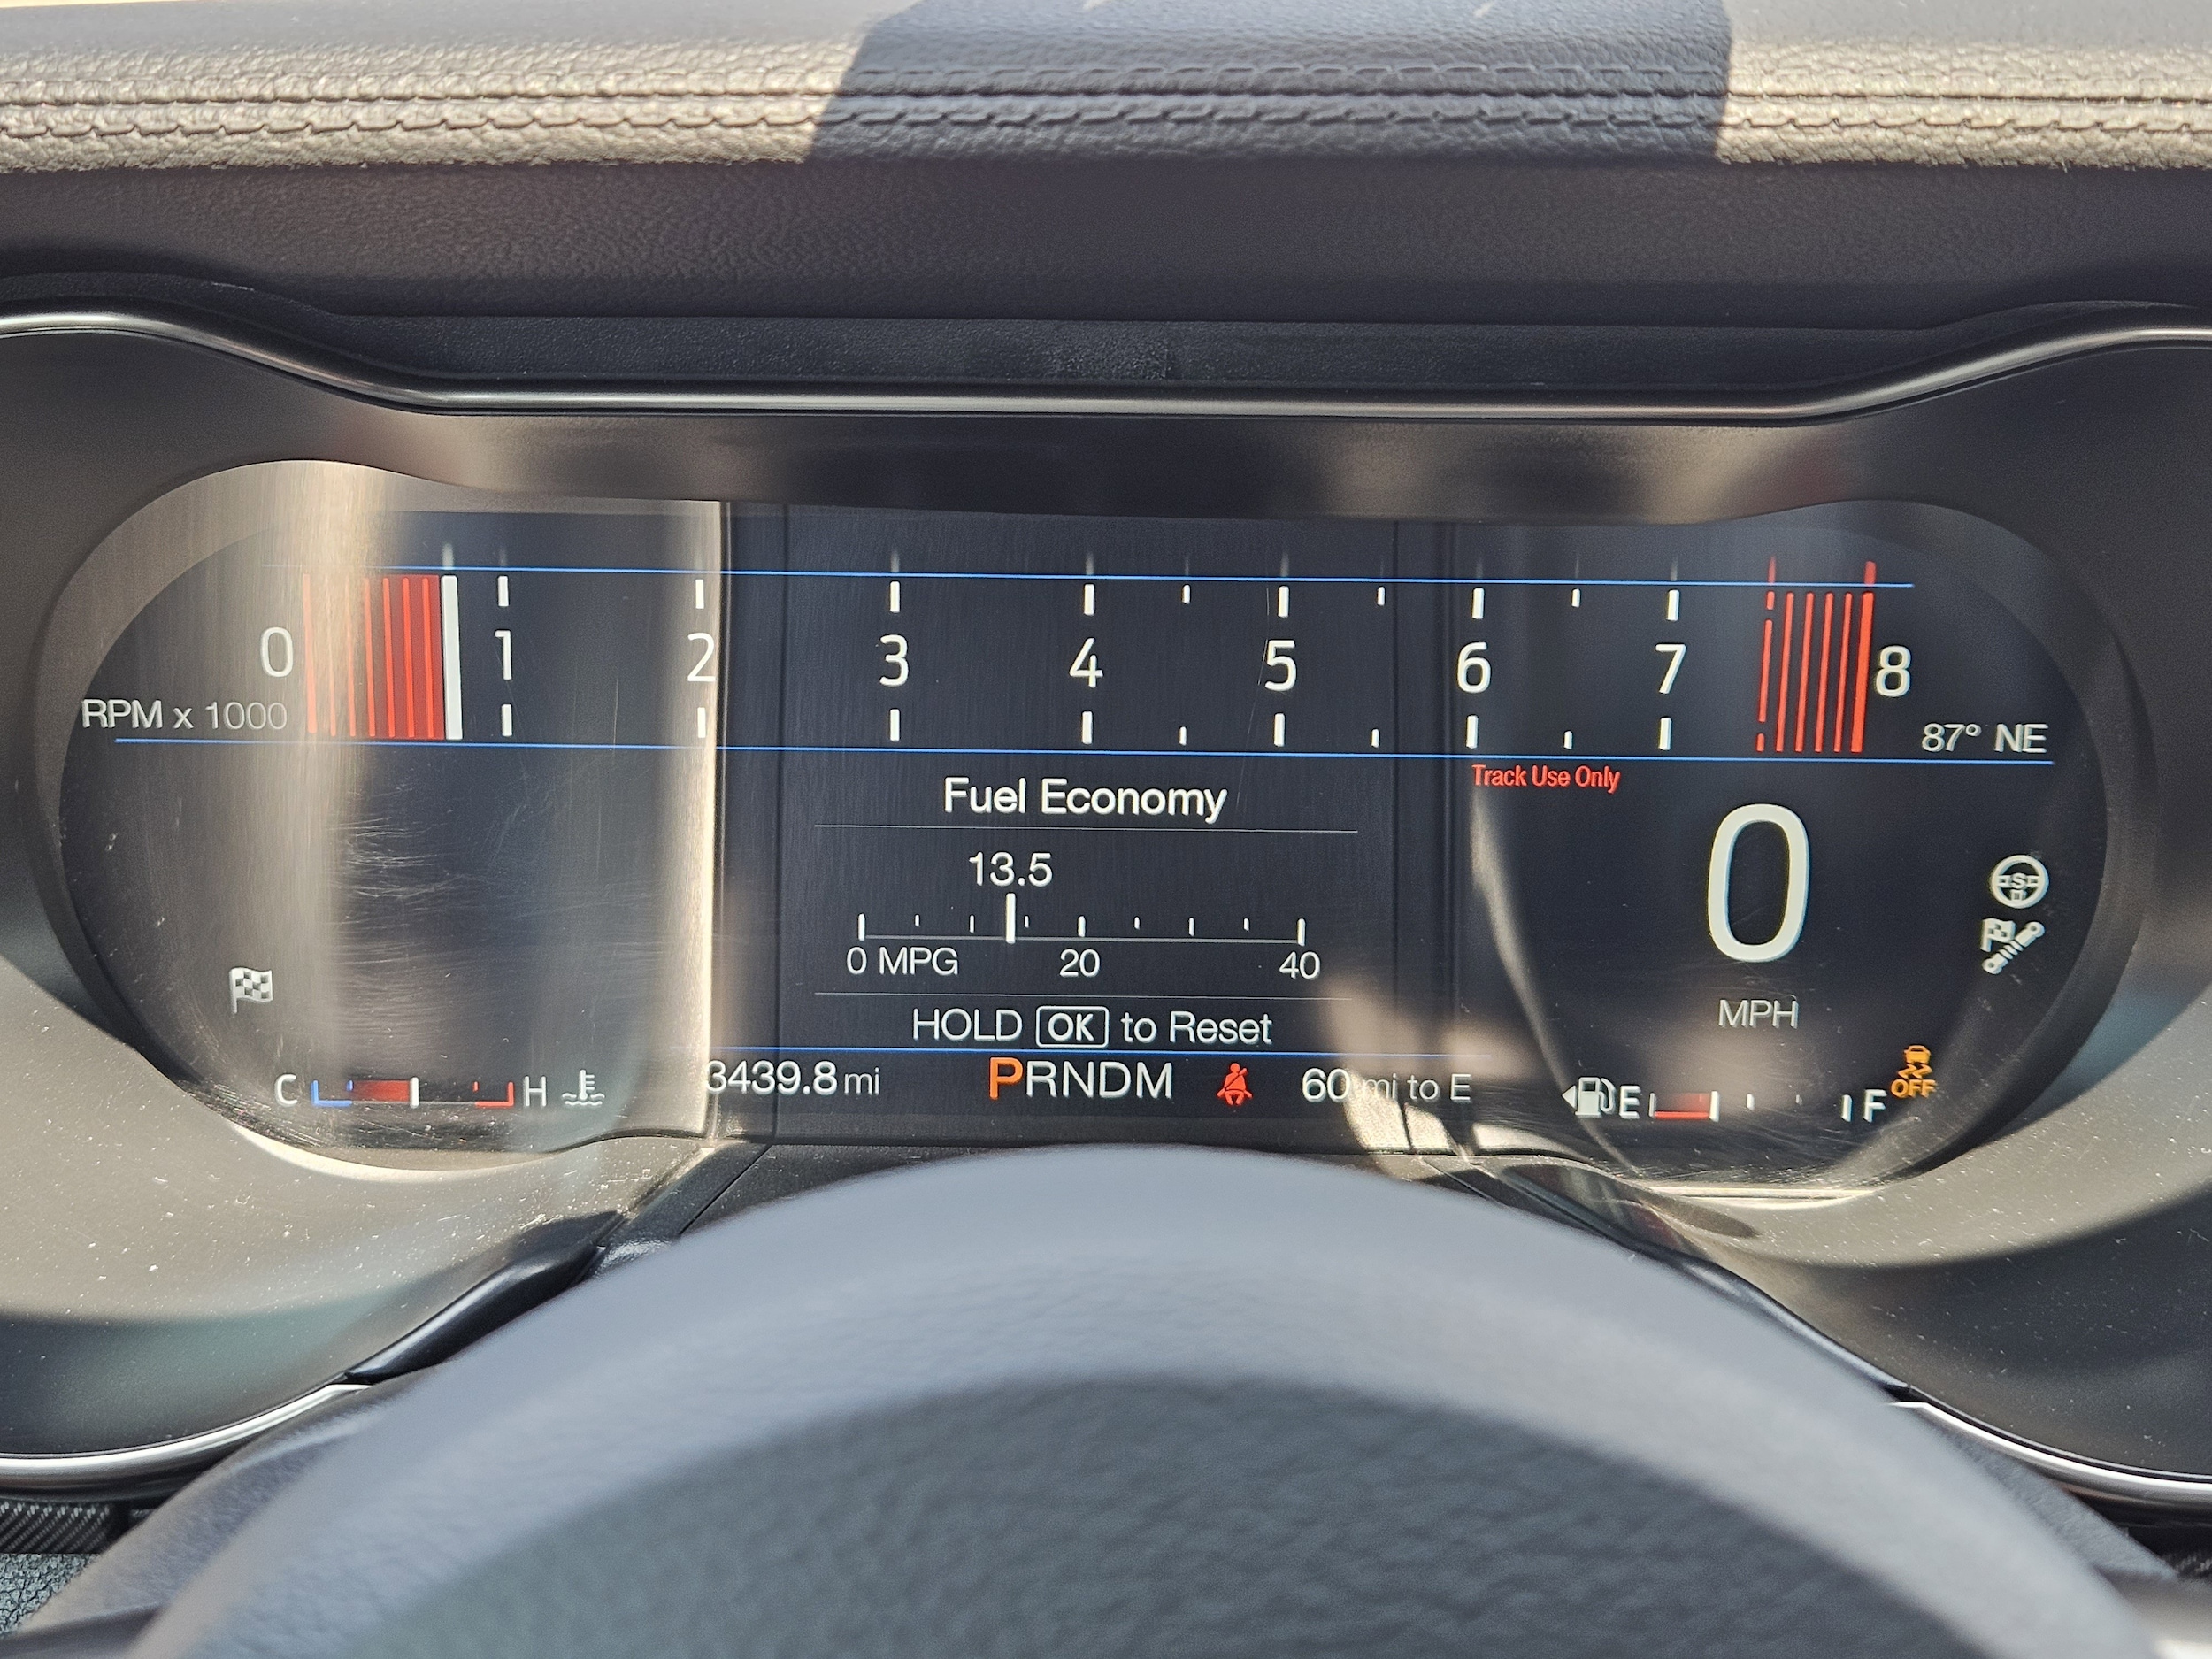 0 1 2 3 4 5 6 7 8
RPM x 1000
87° NE
Track Use Only
Fuel Economy
13.5
0 MPG 20 40
HOLD OK to Reset
0
MPH
S
C H
3439.8 mi
PRNDM
60 mi to E
E F
OFF